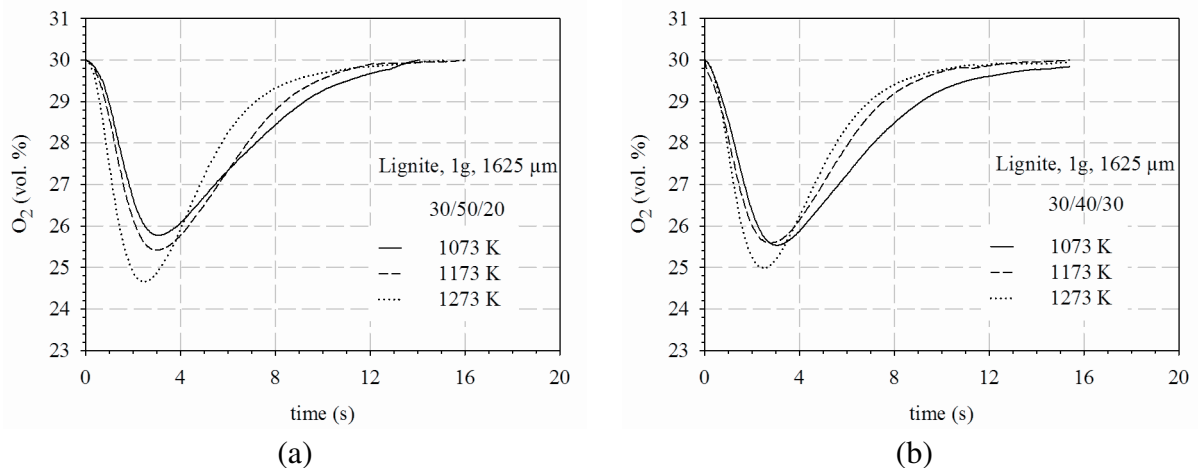 31
30
29
28
27
26
25
24
23
O₂ (vol. %)
0 4 8 12 16 20
time (s)
Lignite, 1g, 1625 µm
30/50/20
1073 K
1173 K
1273 K
(a)
31
30
29
28
27
26
25
24
23
O₂ (vol. %)
0 4 8 12 16 20
time (s)
Lignite, 1g, 1625 µm
30/40/30
1073 K
1173 K
1273 K
(b)